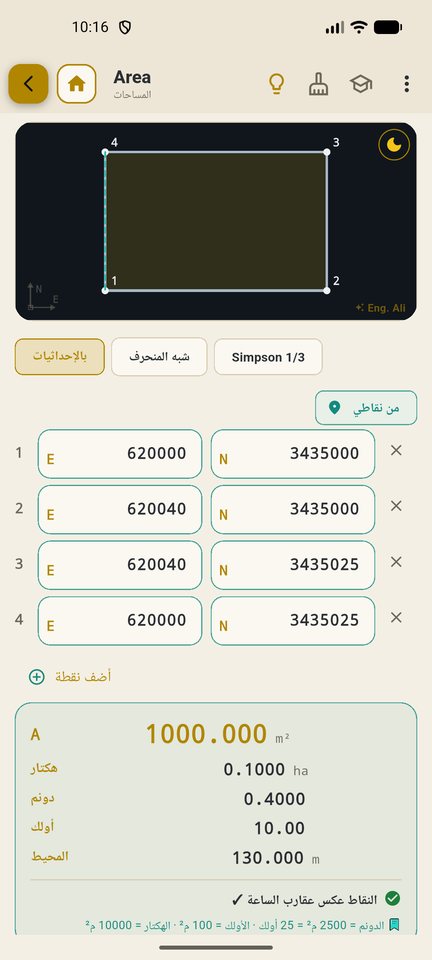 10:16
Area
المساحات
4
3
1
2
N
E
Eng. Ali
بالإحداثيات
شبه المنحرف
Simpson 1/3
من نقاطي
1 E 620000 N 3435000 ×
2 E 620040 N 3435000 ×
3 E 620040 N 3435025 ×
4 E 620000 N 3435025 ×
أضف نقطة
A 1000.000 m²
هكتار 0.1000 ha
دونم 0.4000
أولك 10.00
المحيط 130.000 m
النقاط عكس عقارب الساعة ✓
الدونم = 2500 م² = 25 أولك · الأولك = 100 م² · الهكتار = 10000 م²